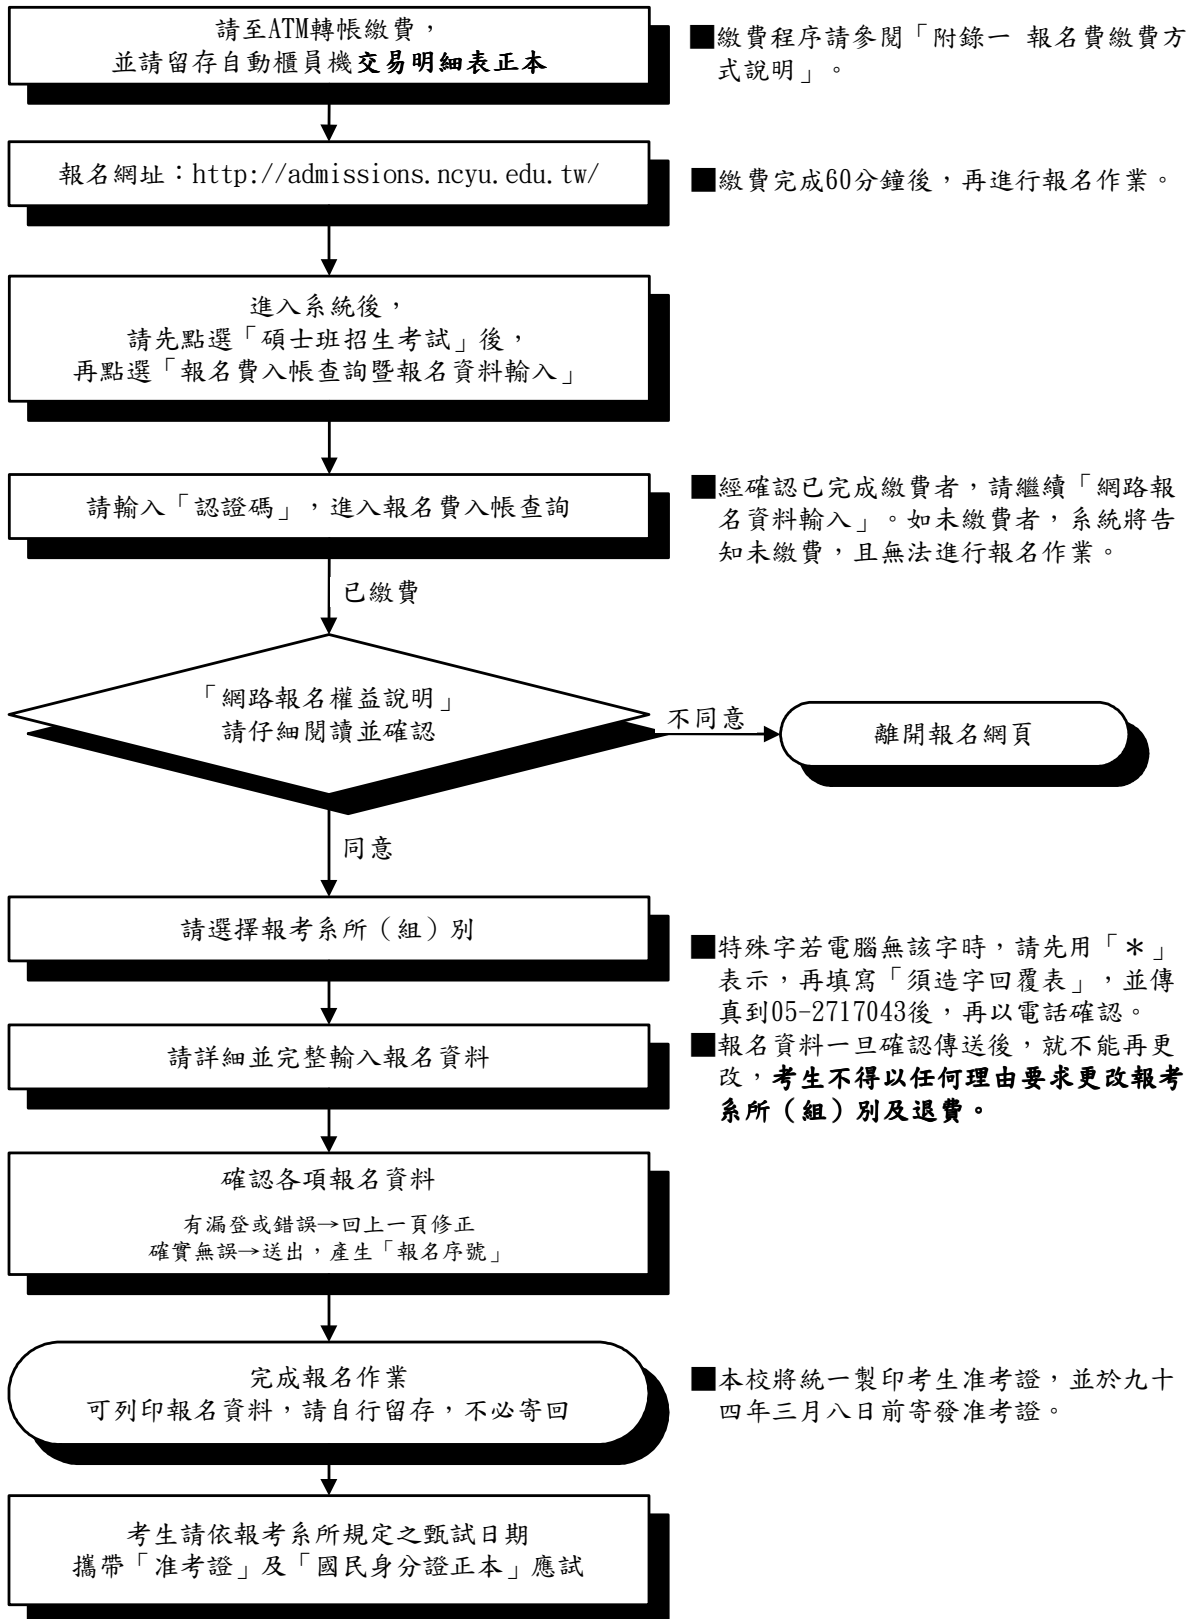 請至ATM轉帳繳費，
並請留存自動櫃員機交易明細表正本
■繳費程序請參閱「附錄一 報名費繳費方
式說明」。
報名網址：http://admissions.ncyu.edu.tw/
■繳費完成60分鐘後，再進行報名作業。
進入系統後，
請先點選「碩士班招生考試」後，
再點選「報名費入帳查詢暨報名資料輸入」
請輸入「認證碼」，進入報名費入帳查詢
■經確認已完成繳費者，請繼續「網路報
名資料輸入」。如未繳費者，系統將告
知未繳費，且無法進行報名作業。
已繳費
「網路報名權益說明」
請仔細閱讀並確認
不同意
離開報名網頁
同意
請選擇報考系所（組）別
■特殊字若電腦無該字時，請先用「＊」
表示，再填寫「須造字回覆表」，並傳
真到05-2717043後，再以電話確認。
請詳細並完整輸入報名資料
■報名資料一旦確認傳送後，就不能再更
改，考生不得以任何理由要求更改報考
系所（組）別及退費。
確認各項報名資料
有漏登或錯誤→回上一頁修正
確實無誤→送出，產生「報名序號」
完成報名作業
可列印報名資料，請自行留存，不必寄回
■本校將統一製印考生准考證，並於九十
四年三月八日前寄發准考證。
考生請依報考系所規定之甄試日期
攜帶「准考證」及「國民身分證正本」應試